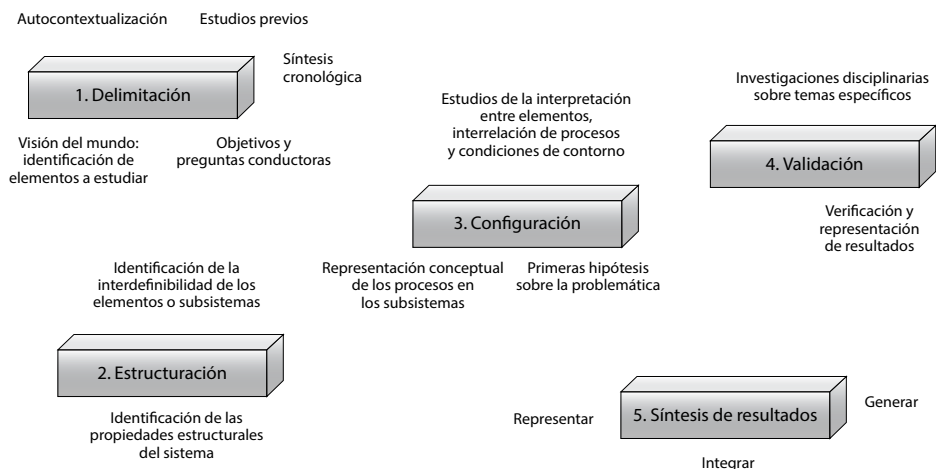 Autocontextualización
Estudios previos
Síntesis
cronológica
1. Delimitación
Visión del mundo:
identificación de
elementos a estudiar
Objetivos y
preguntas conductoras
Identificación de la
interdefinibilidad de los
elementos o subsistemas
2. Estructuración
Identificación de las
propiedades estructurales
del sistema
Estudios de la interpretación
entre elementos,
interrelación de procesos
y condiciones de contorno
3. Configuración
Representación conceptual
de los procesos en
los subsistemas
Primeras hipótesis
sobre la problemática
Investigaciones disciplinarias
sobre temas específicos
4. Validación
Verificación y
representación
de resultados
Representar
5. Síntesis de resultados
Generar
Integrar